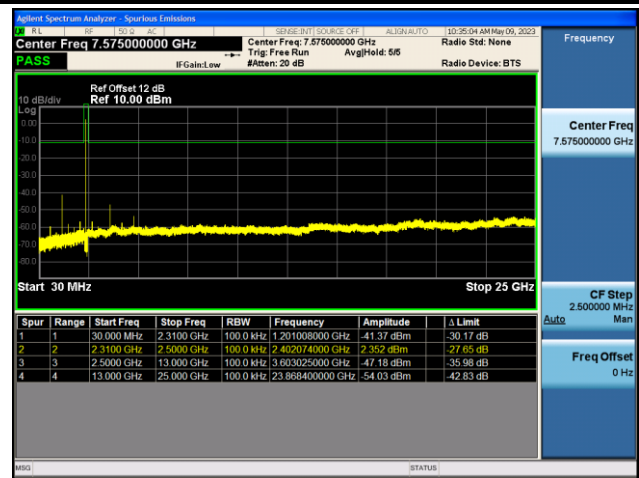 Agilent Spectrum Analyzer - Spurious Emissions
RL RF 50 Ω AC SENSE:INT SOURCE OFF ALIGN AUTO 10:35:04 AM May 09, 2023
Center Freq 7.575000000 GHz
Center Freq: 7.575000000 GHz
Radio Std: None
Trig: Free Run Avg|Hold: 5/5
PASS
IFGain:Low
#Atten: 20 dB
Radio Device: BTS
Ref Offset 12 dB
10 dB/div Ref 10.00 dBm
Log
0.00
-10.0
-20.0
-30.0
-40.0
-50.0
-60.0
-70.0
-80.0
Start 30 MHz Stop 25 GHz
Spur Range Start Freq Stop Freq RBW Frequency Amplitude Δ Limit
1 1 30.000 MHz 2.3100 GHz 100.0 kHz 1.201008000 GHz -41.37 dBm -30.17 dB
2 2 2.3100 GHz 2.5000 GHz 100.0 kHz 2.402074000 GHz 2.352 dBm -27.65 dB
3 3 2.5000 GHz 13.000 GHz 100.0 kHz 3.603025000 GHz -47.18 dBm -35.98 dB
4 4 13.000 GHz 25.000 GHz 100.0 kHz 23.868400000 GHz -54.03 dBm -42.83 dB
Frequency
Center Freq
7.575000000 GHz
CF Step
2.500000 MHz
Auto Man
Freq Offset
0 Hz
MSG STATUS